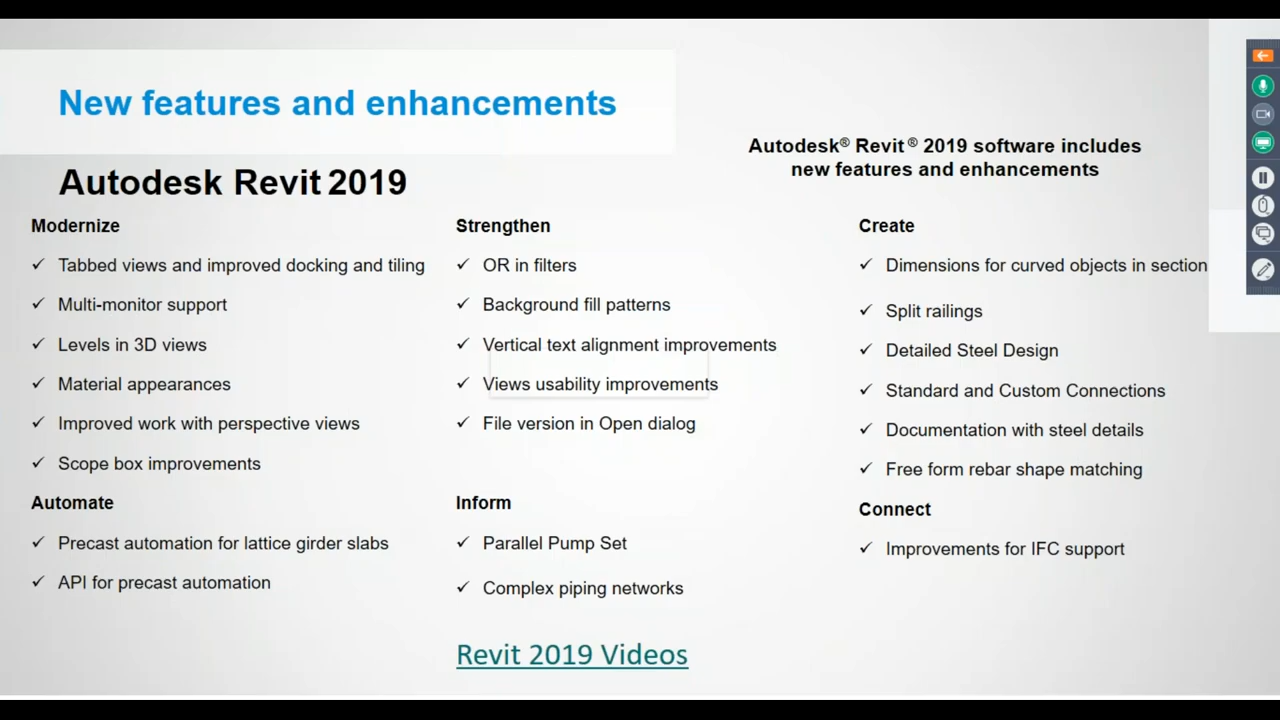 New features and enhancements
Autodesk® Revit ® 2019 software includes
new features and enhancements
Autodesk Revit 2019
Modernize
Tabbed views and improved docking and tiling
Multi-monitor support
Levels in 3D views
Material appearances
Improved work with perspective views
Scope box improvements
Automate
Precast automation for lattice girder slabs
API for precast automation
Strengthen
OR in filters
Background fill patterns
Vertical text alignment improvements
Views usability improvements
File version in Open dialog
Inform
Parallel Pump Set
Complex piping networks
Create
Dimensions for curved objects in section
Split railings
Detailed Steel Design
Standard and Custom Connections
Documentation with steel details
Free form rebar shape matching
Connect
Improvements for IFC support
Revit 2019 Videos